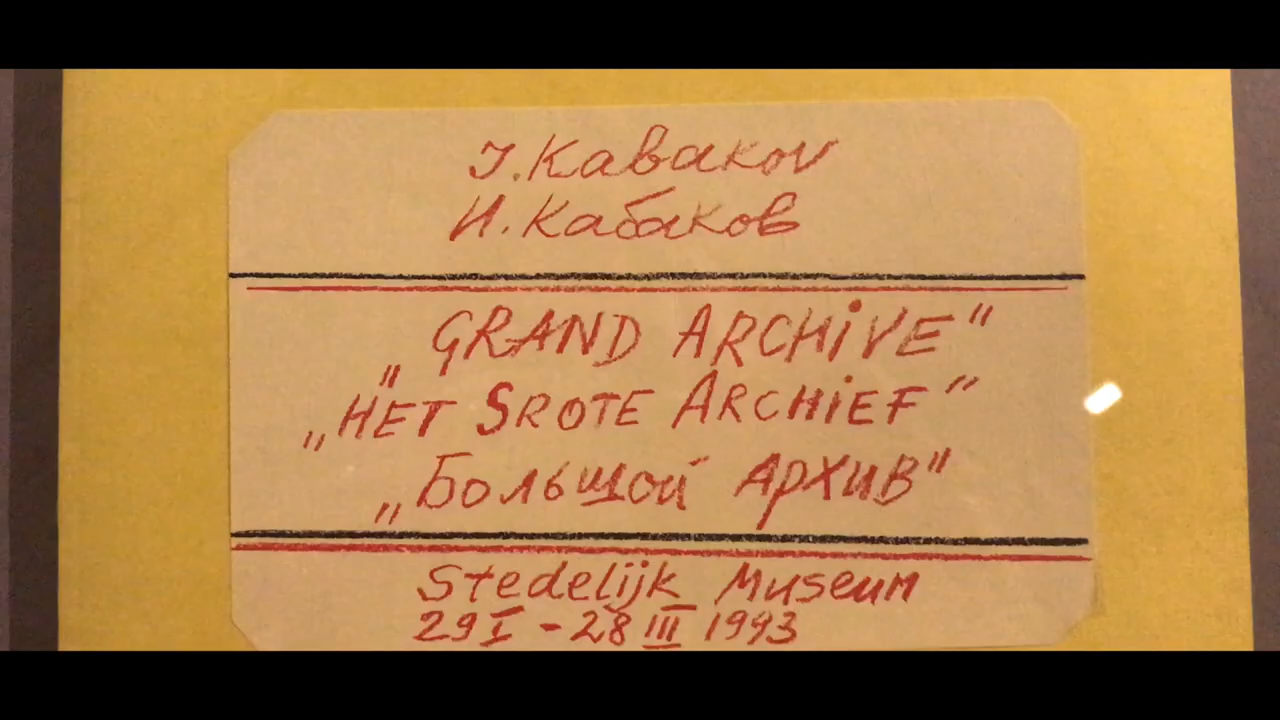 I. Kabakov
И. Кабаков
„GRAND ARCHiVE"
„HET SROTE ARCHiEF"
„Большой Архив"
Stedelijk Museum
29 I - 28 III 1993